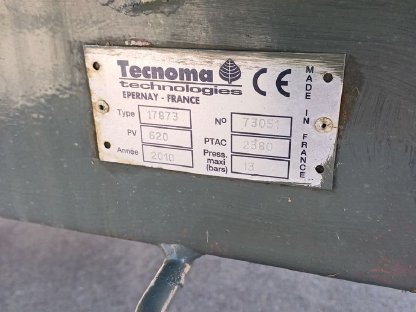 Tecnoma
technologies
EPERNAY - FRANCE
CE
MADE IN FRANCE
Type 17873 N° 73051
PV 620 PTAC 2380
Année 2010 Press. maxi (bars) 13